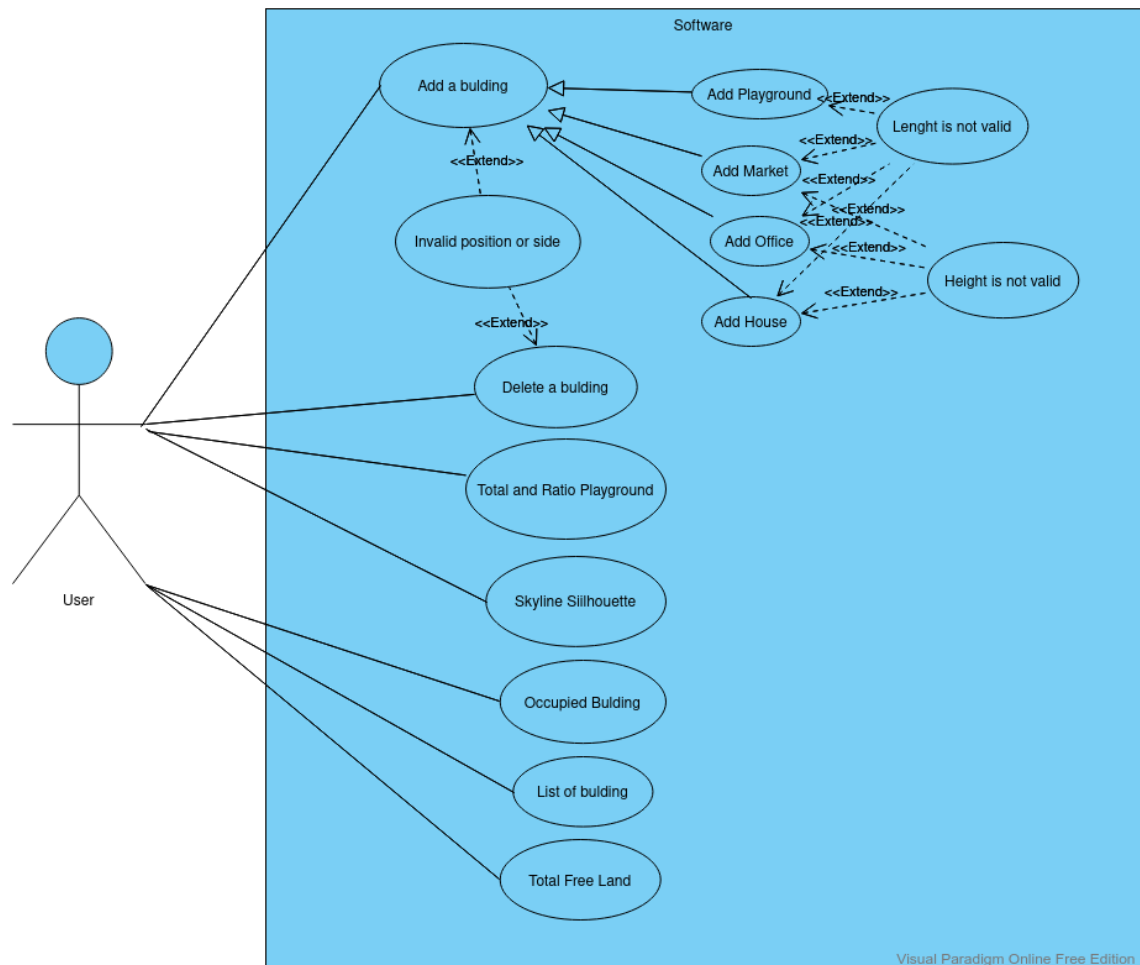 Software
Add a bulding
Add Playground
<<Extend>>
Lenght is not valid
<<Extend>>
<<Extend>>
Add Market
<<Extend>>
<<Extend>>
<<Extend>>
Invalid position or side
Add Office
<<Extend>>
Height is not valid
<<Extend>>
Add House
<<Extend>>
Delete a bulding
Total and Ratio Playground
User
Skyline Siilhouette
Occupied Bulding
List of bulding
Total Free Land
Visual Paradigm Online Free Edition